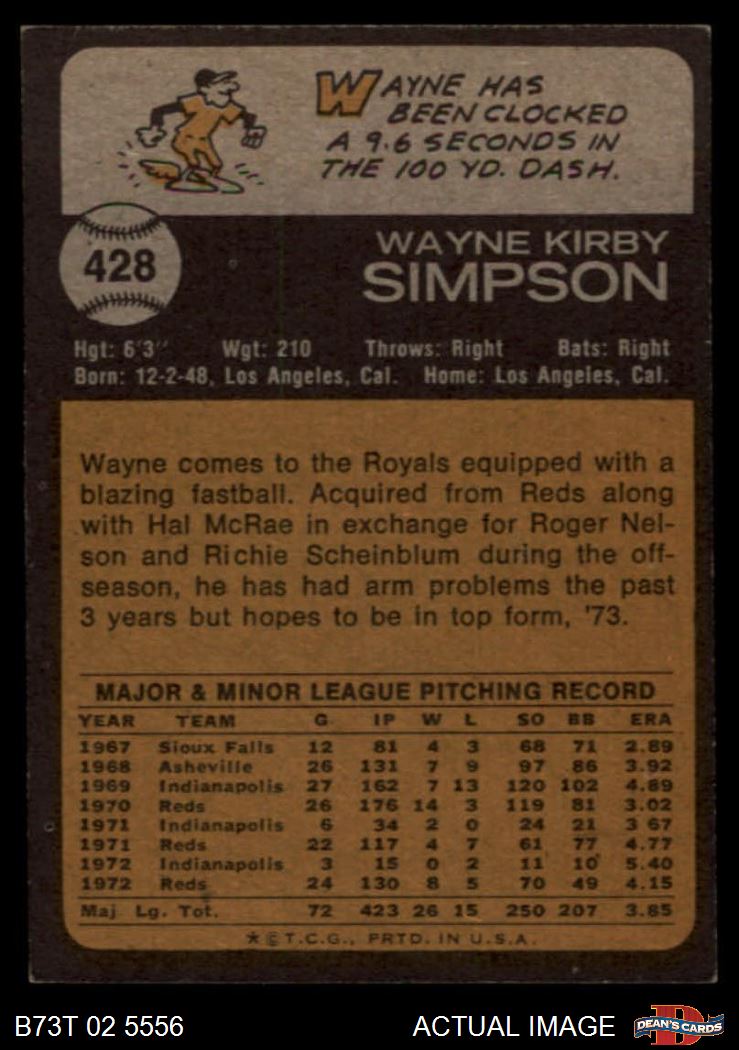 WAYNE HAS
BEEN CLOCKED
A 9.6 SECONDS IN
THE 100 YD. DASH.
428
WAYNE KIRBY
SIMPSON
Hgt: 6'3" Wgt: 210 Throws: Right Bats: Right
Born: 12-2-48, Los Angeles, Cal. Home: Los Angeles, Cal.
Wayne comes to the Royals equipped with a
blazing fastball. Acquired from Reds along
with Hal McRae in exchange for Roger Nel-
son and Richie Scheinblum during the off-
season, he has had arm problems the past
3 years but hopes to be in top form, '73.
MAJOR & MINOR LEAGUE PITCHING RECORD
YEAR TEAM G IP W L SO BB ERA
1967 Sioux Falls 12 81 4 3 68 71 2.89
1968 Asheville 26 131 7 9 97 86 3.92
1969 Indianapolis 27 162 7 13 120 102 4.89
1970 Reds 26 176 14 3 119 81 3.02
1971 Indianapolis 6 34 2 0 24 21 3 67
1971 Reds 22 117 4 7 61 77 4.77
1972 Indianapolis 3 15 0 2 11 10 5.40
1972 Reds 24 130 8 5 70 49 4.15
Maj Lg. Tot. 72 423 26 15 250 207 3.85
★ © T.C.G., PRTD. IN U.S.A.
B73T 02 5556 ACTUAL IMAGE DEAN'S CARDS